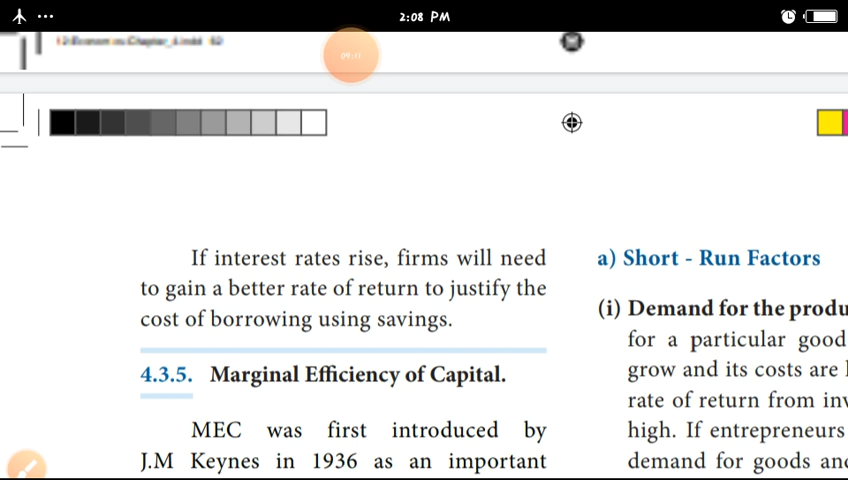 2:08 PM
If interest rates rise, firms will need
to gain a better rate of return to justify the
cost of borrowing using savings.
4.3.5. Marginal Efficiency of Capital.
MEC was first introduced by
J.M Keynes in 1936 as an important
a) Short - Run Factors
(i) Demand for the produ
for a particular good
grow and its costs are
rate of return from inv
high. If entrepreneurs
demand for goods and